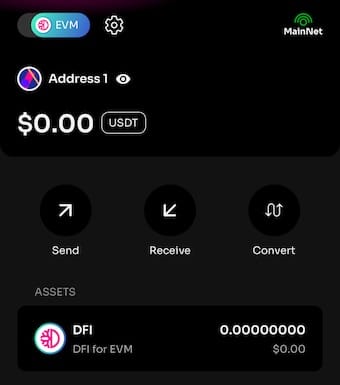 EVM
MainNet
Address 1
$0.00 USDT
Send
Receive
Convert
ASSETS
DFI 0.00000000
DFI for EVM $0.00